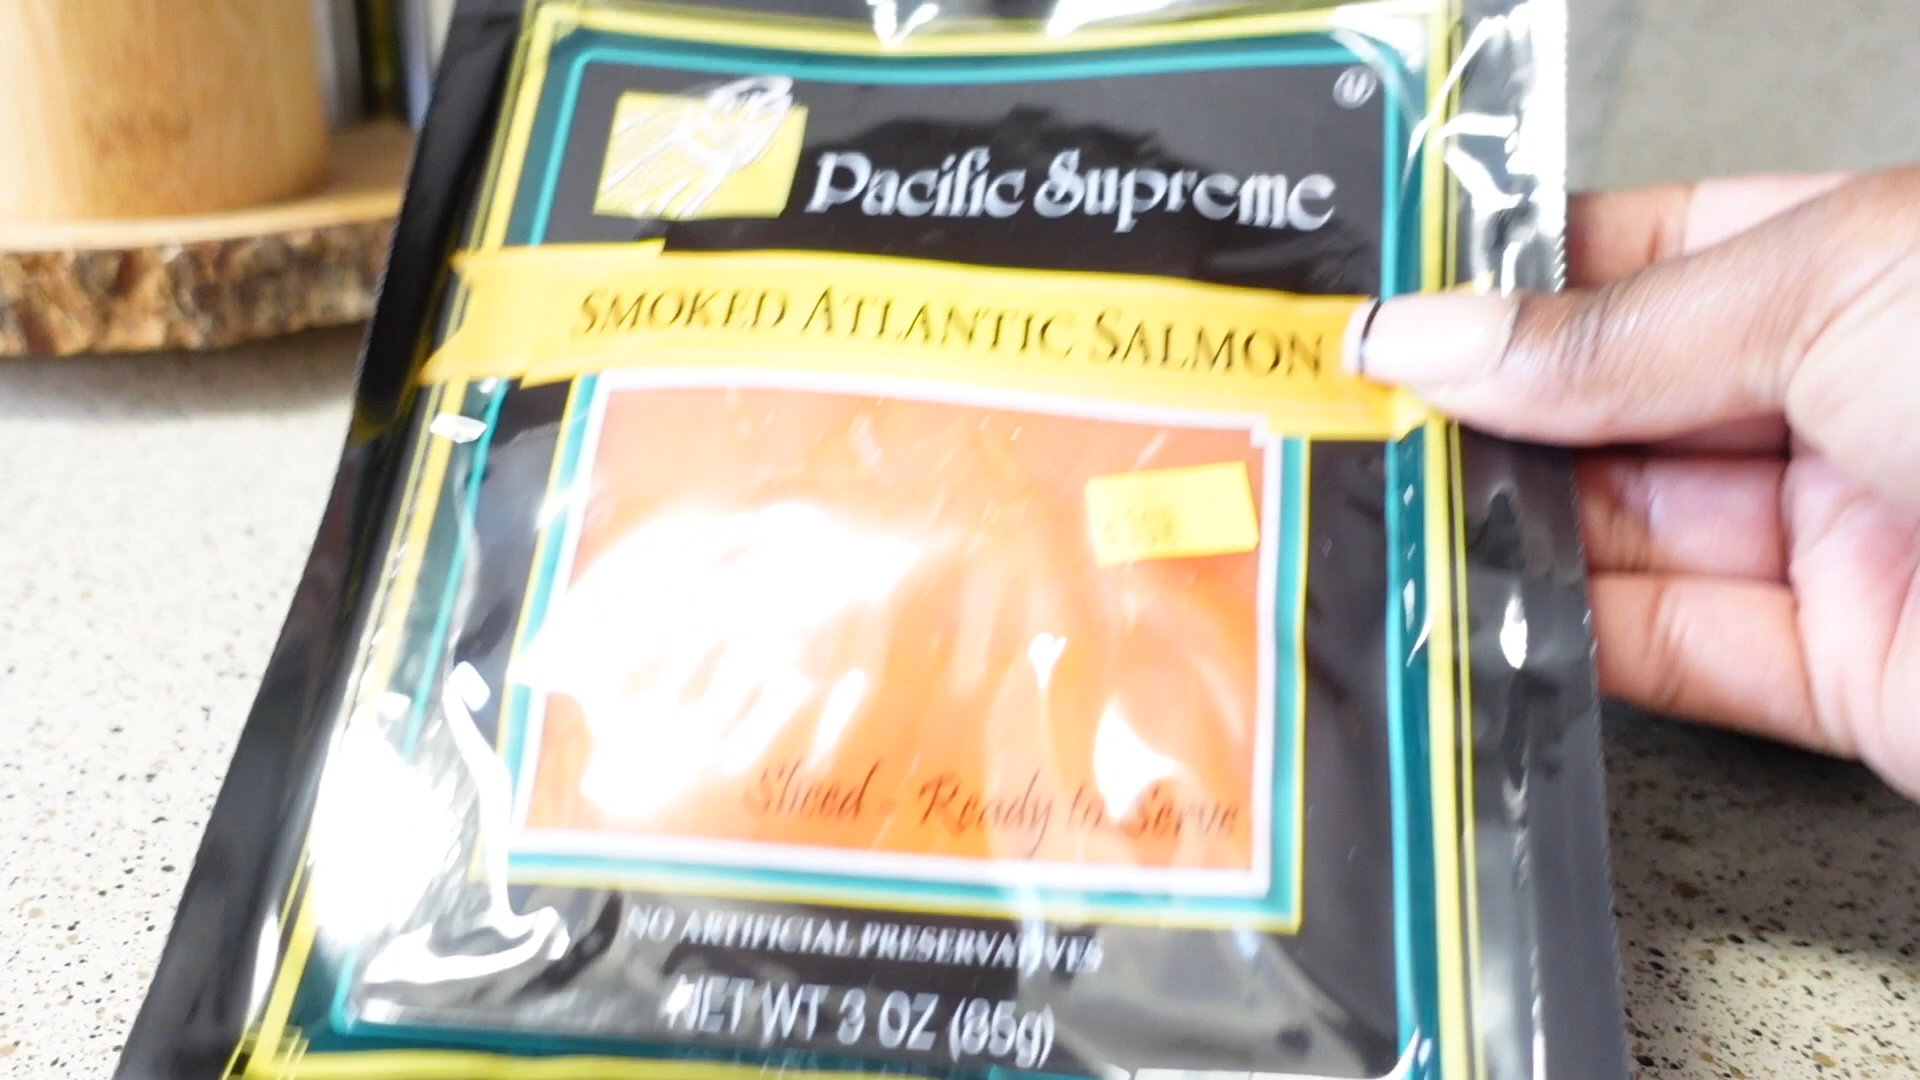 Pacific Supreme
SMOKED ATLANTIC SALMON
Sliced - Ready to Serve
NO ARTIFICIAL PRESERVATIVES
NET WT 3 OZ (85g)